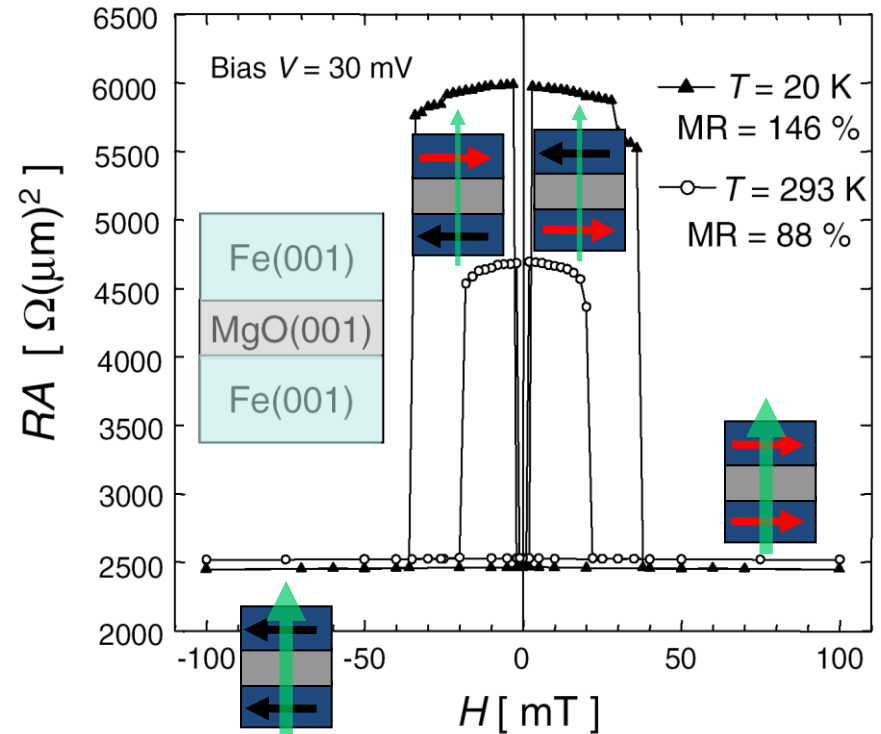 6500
6000
5500
5000
4500
4000
3500
3000
2500
2000
RA [ Ω(μm)² ]
Bias V = 30 mV
T = 20 K
MR = 146 %
T = 293 K
MR = 88 %
Fe(001)
MgO(001)
Fe(001)
-100 -50 0 50 100
H [ mT ]